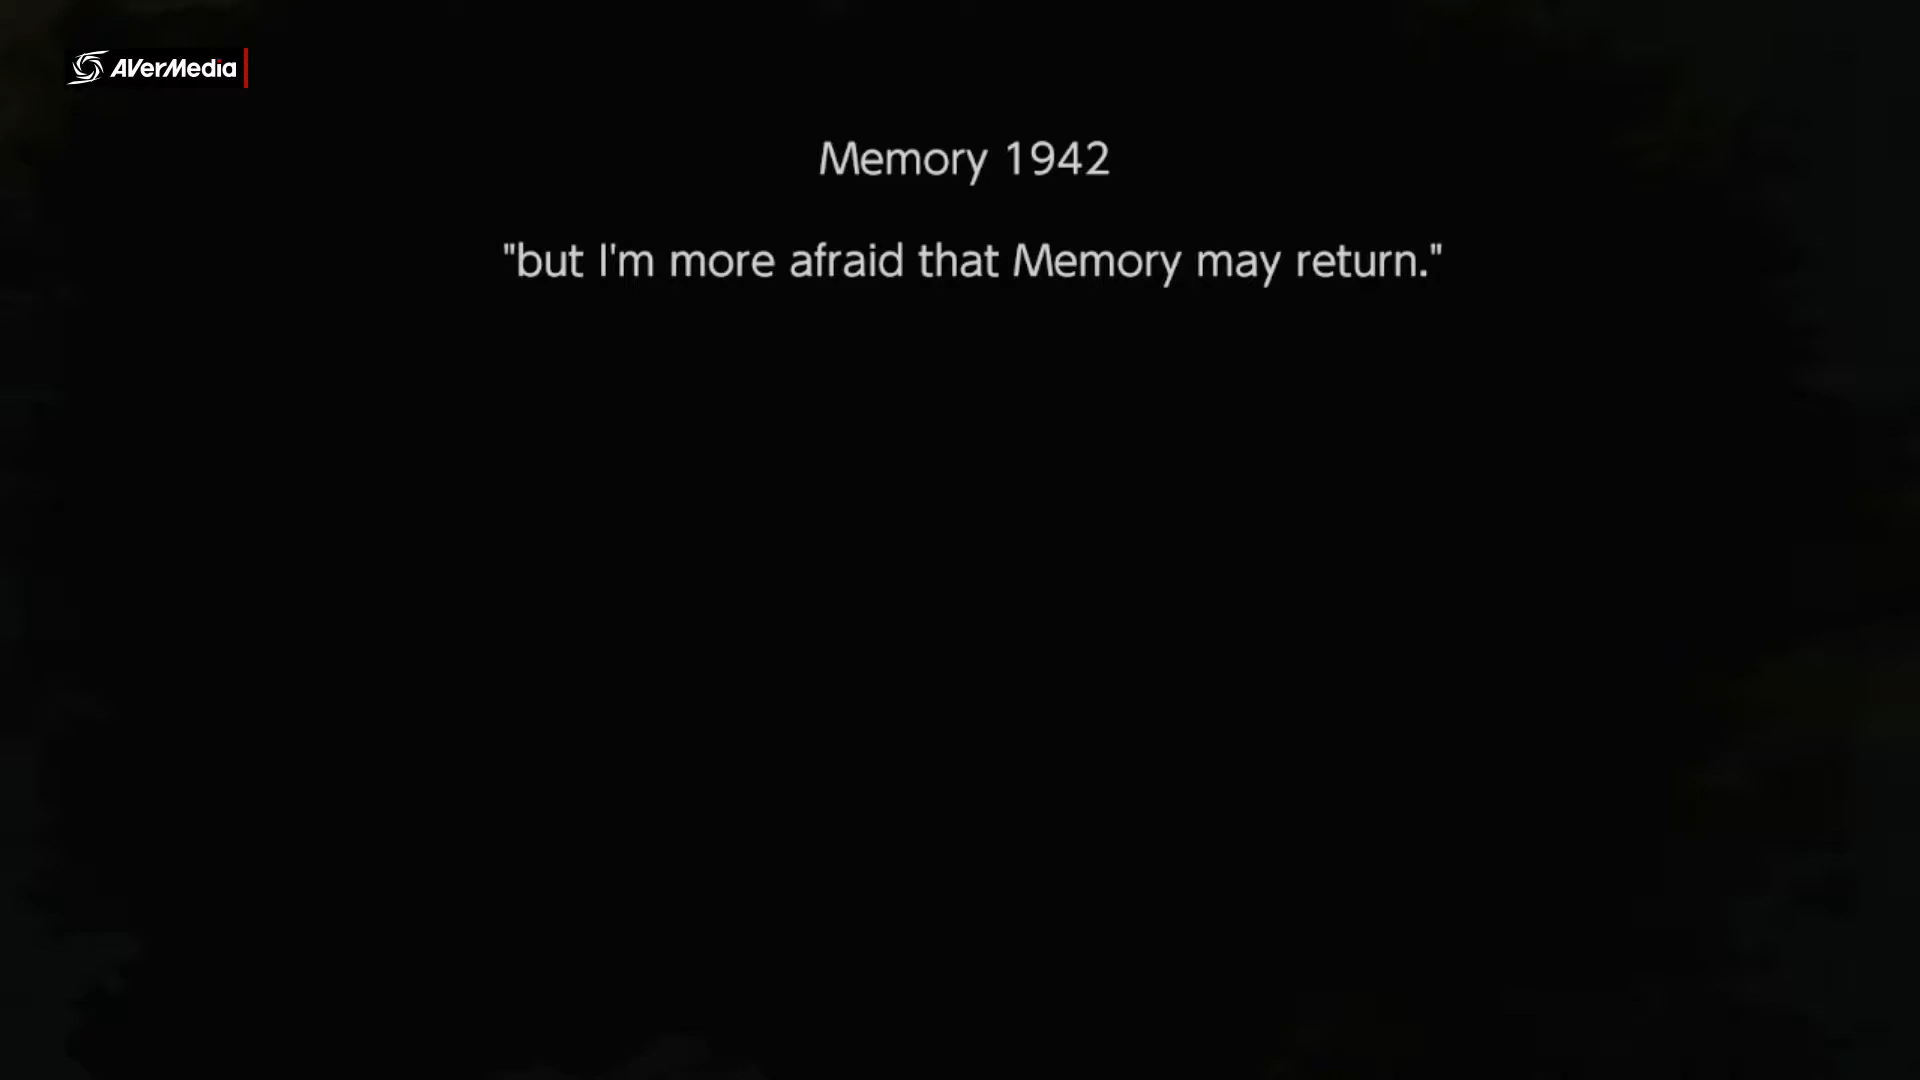 AVerMedia
Memory 1942
"but I'm more afraid that Memory may return."